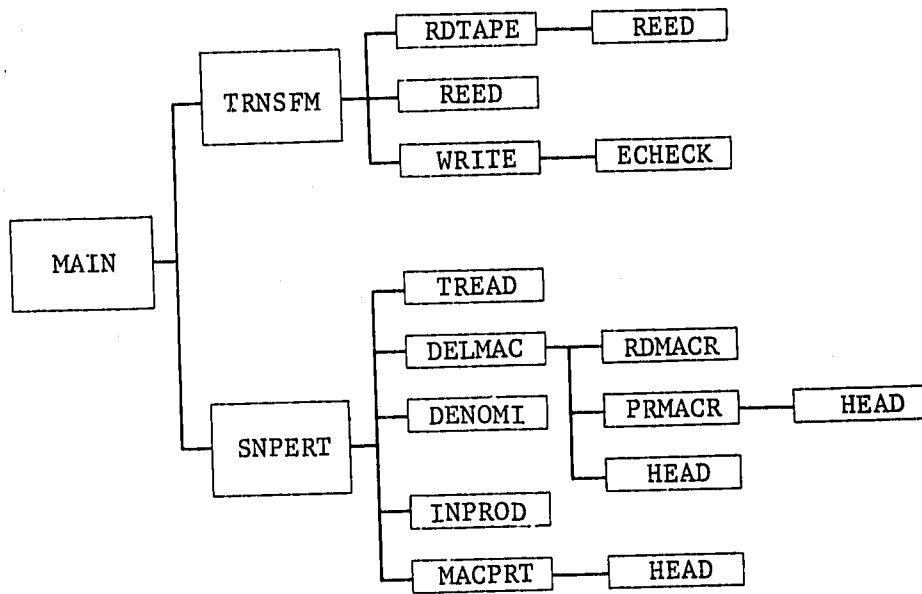 RDTAPE
REED
TRNSFM
REED
WRITE
ECHECK
MAIN
TREAD
DELMAC
RDMACR
DENOMI
PRMACR
HEAD
SNPERT
HEAD
INPROD
MACPRT
HEAD